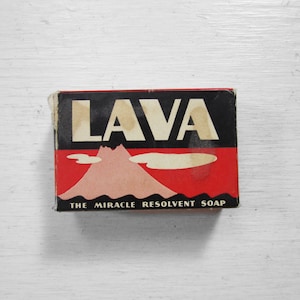 LAVA
THE MIRACLE RESOLVENT SOAP